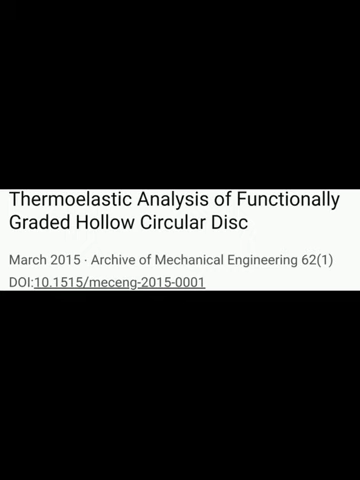 Thermoelastic Analysis of Functionally
Graded Hollow Circular Disc
March 2015 · Archive of Mechanical Engineering 62(1)
DOI:10.1515/meceng-2015-0001